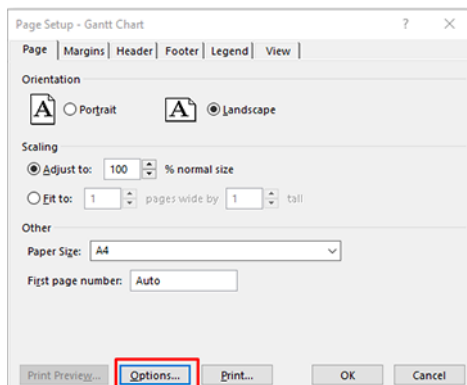 Page Setup - Gantt Chart ? ×
Page Margins Header Footer Legend View
Orientation
A Portrait A Landscape
Scaling
Adjust to: 100 % normal size
Fit to: 1 pages wide by 1 tall
Other
Paper Size: A4
First page number: Auto
Print Preview... Options... Print... OK Cancel